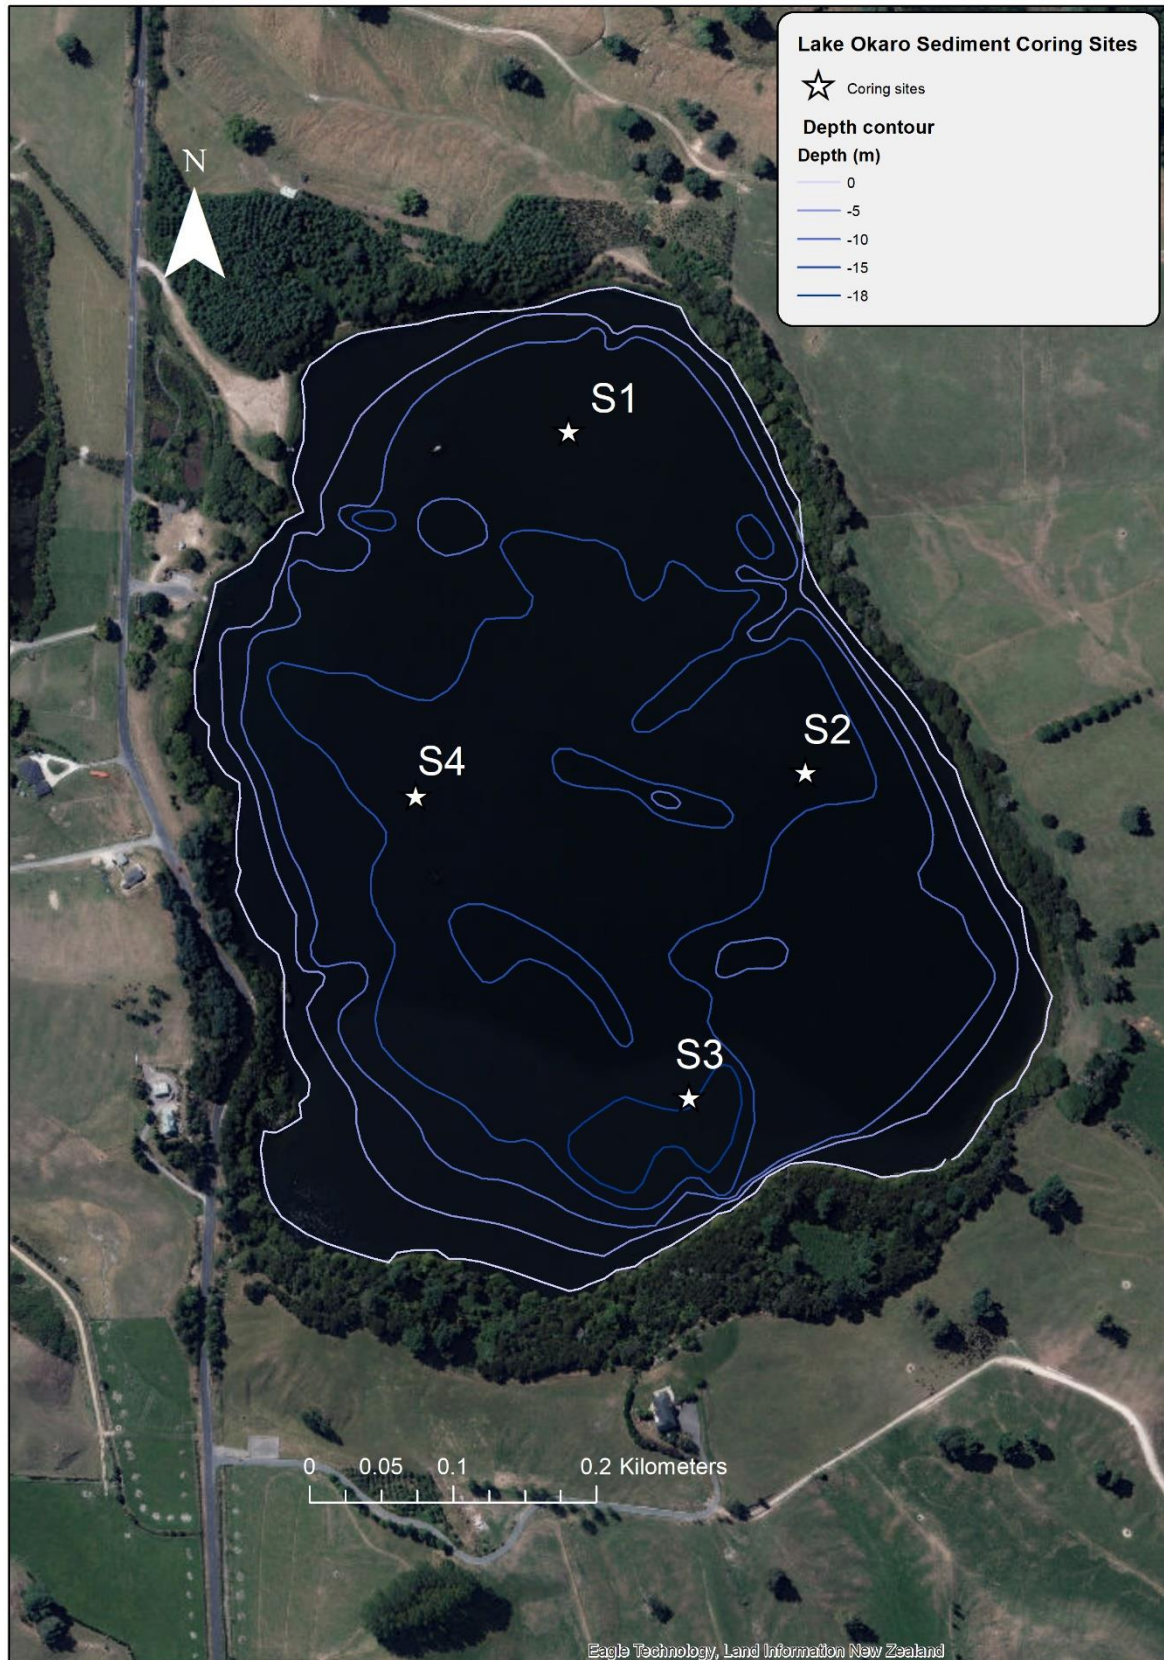 Lake Okaro Sediment Coring Sites
Coring sites
Depth contour
Depth (m)
0
-5
-10
-15
-18
N
S1
S2
S4
S3
0 0.05 0.1 0.2 Kilometers
Eagle Technology, Land Information New Zealand